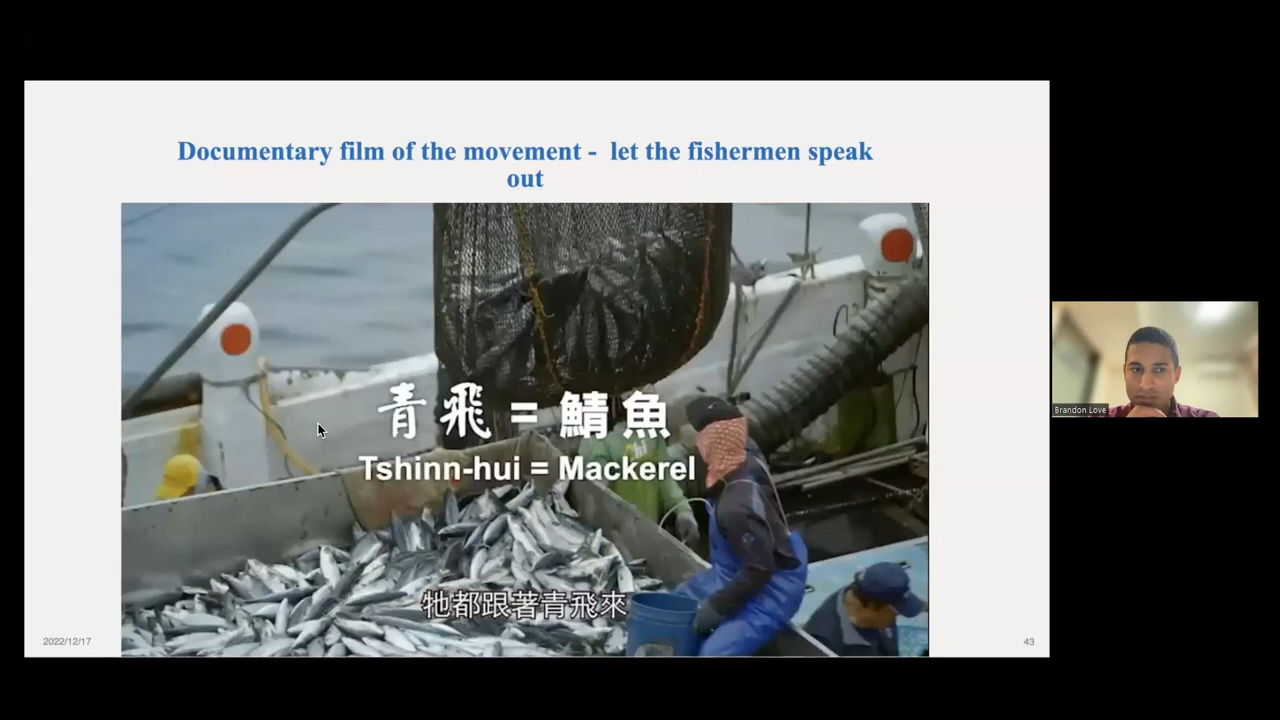 Documentary film of the movement - let the fishermen speak
out
青飛 = 鯖魚
Tshinn-hui = Mackerel
牠都跟著青飛來
2022/12/17
43
Brandon Love